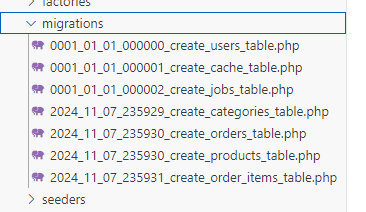 factories
migrations
0001_01_01_000000_create_users_table.php
0001_01_01_000001_create_cache_table.php
0001_01_01_000002_create_jobs_table.php
2024_11_07_235929_create_categories_table.php
2024_11_07_235930_create_orders_table.php
2024_11_07_235930_create_products_table.php
2024_11_07_235931_create_order_items_table.php
seeders